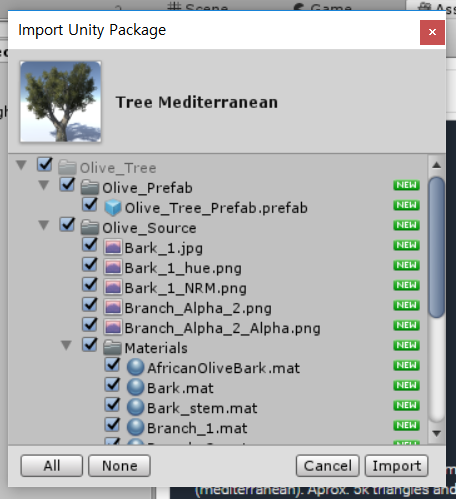 Scene
Game
Ass
Import Unity Package
Tree Mediterranean
Olive_Tree
Olive_Prefab NEW
Olive_Tree_Prefab.prefab NEW
Olive_Source NEW
Bark_1.jpg NEW
Bark_1_hue.png NEW
Bark_1_NRM.png NEW
Branch_Alpha_2.png NEW
Branch_Alpha_2_Alpha.png NEW
Materials NEW
AfricanOliveBark.mat NEW
Bark.mat NEW
Bark_stem.mat NEW
Branch_1.mat NEW
All None Cancel Import
(mediterranean). Aprox. 5k triangles and